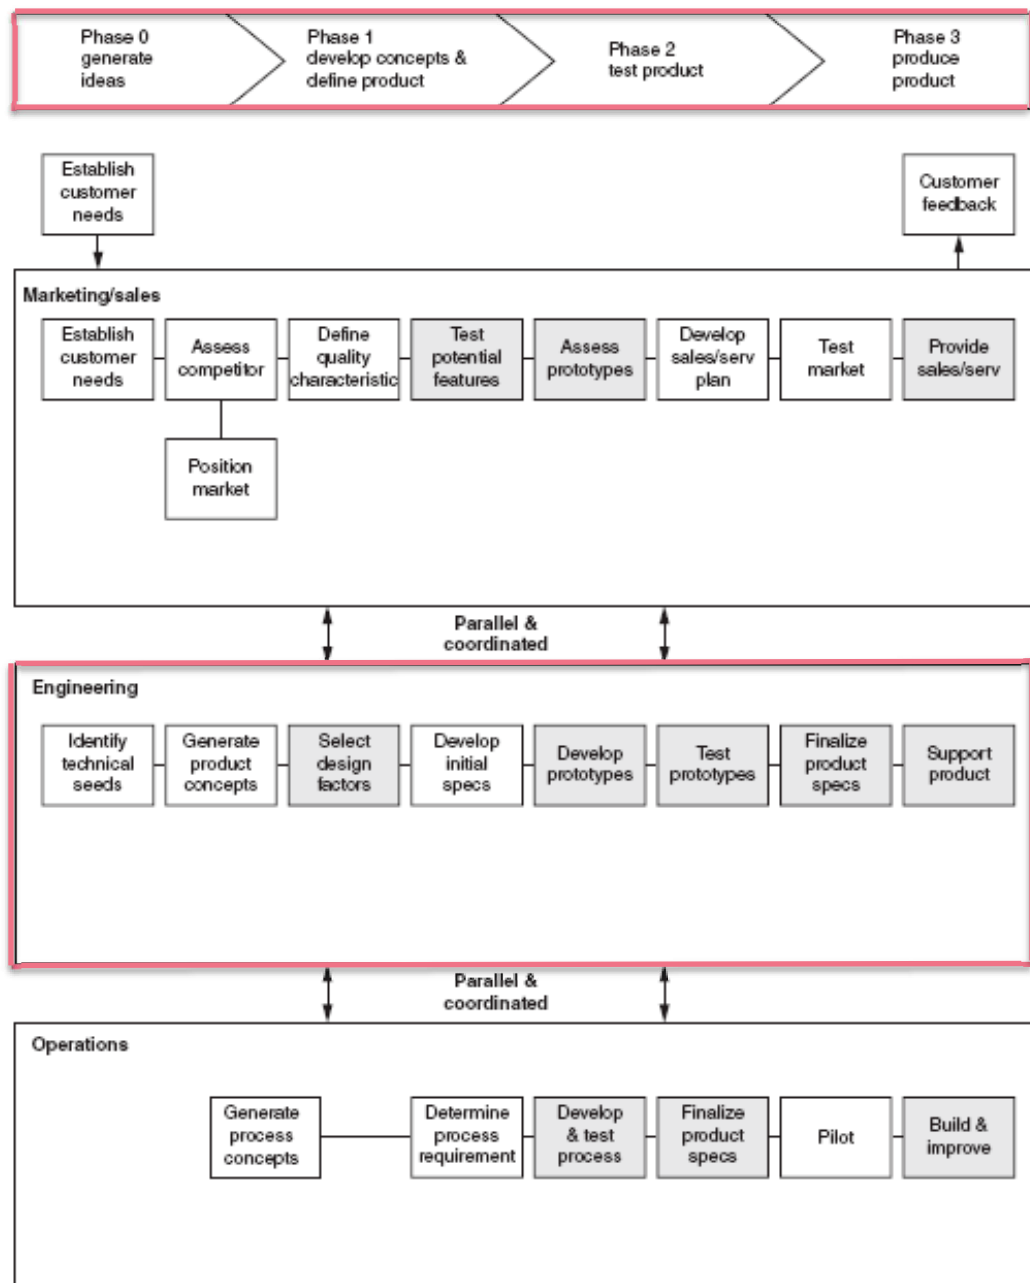 Phase 0
generate
ideas
Phase 1
develop concepts &
define product
Phase 2
test product
Phase 3
produce
product
Establish
customer
needs
Customer
feedback
Marketing/sales
Establish
customer
needs
Assess
competitor
Define
quality
characteristic
Test
potential
features
Assess
prototypes
Develop
sales/serv
plan
Test
market
Provide
sales/serv
Position
market
Parallel &
coordinated
Engineering
Identify
technical
seeds
Generate
product
concepts
Select
design
factors
Develop
initial
specs
Develop
prototypes
Test
prototypes
Finalize
product
specs
Support
product
Parallel &
coordinated
Operations
Generate
process
concepts
Determine
process
requirement
Develop
& test
process
Finalize
product
specs
Pilot
Build &
improve